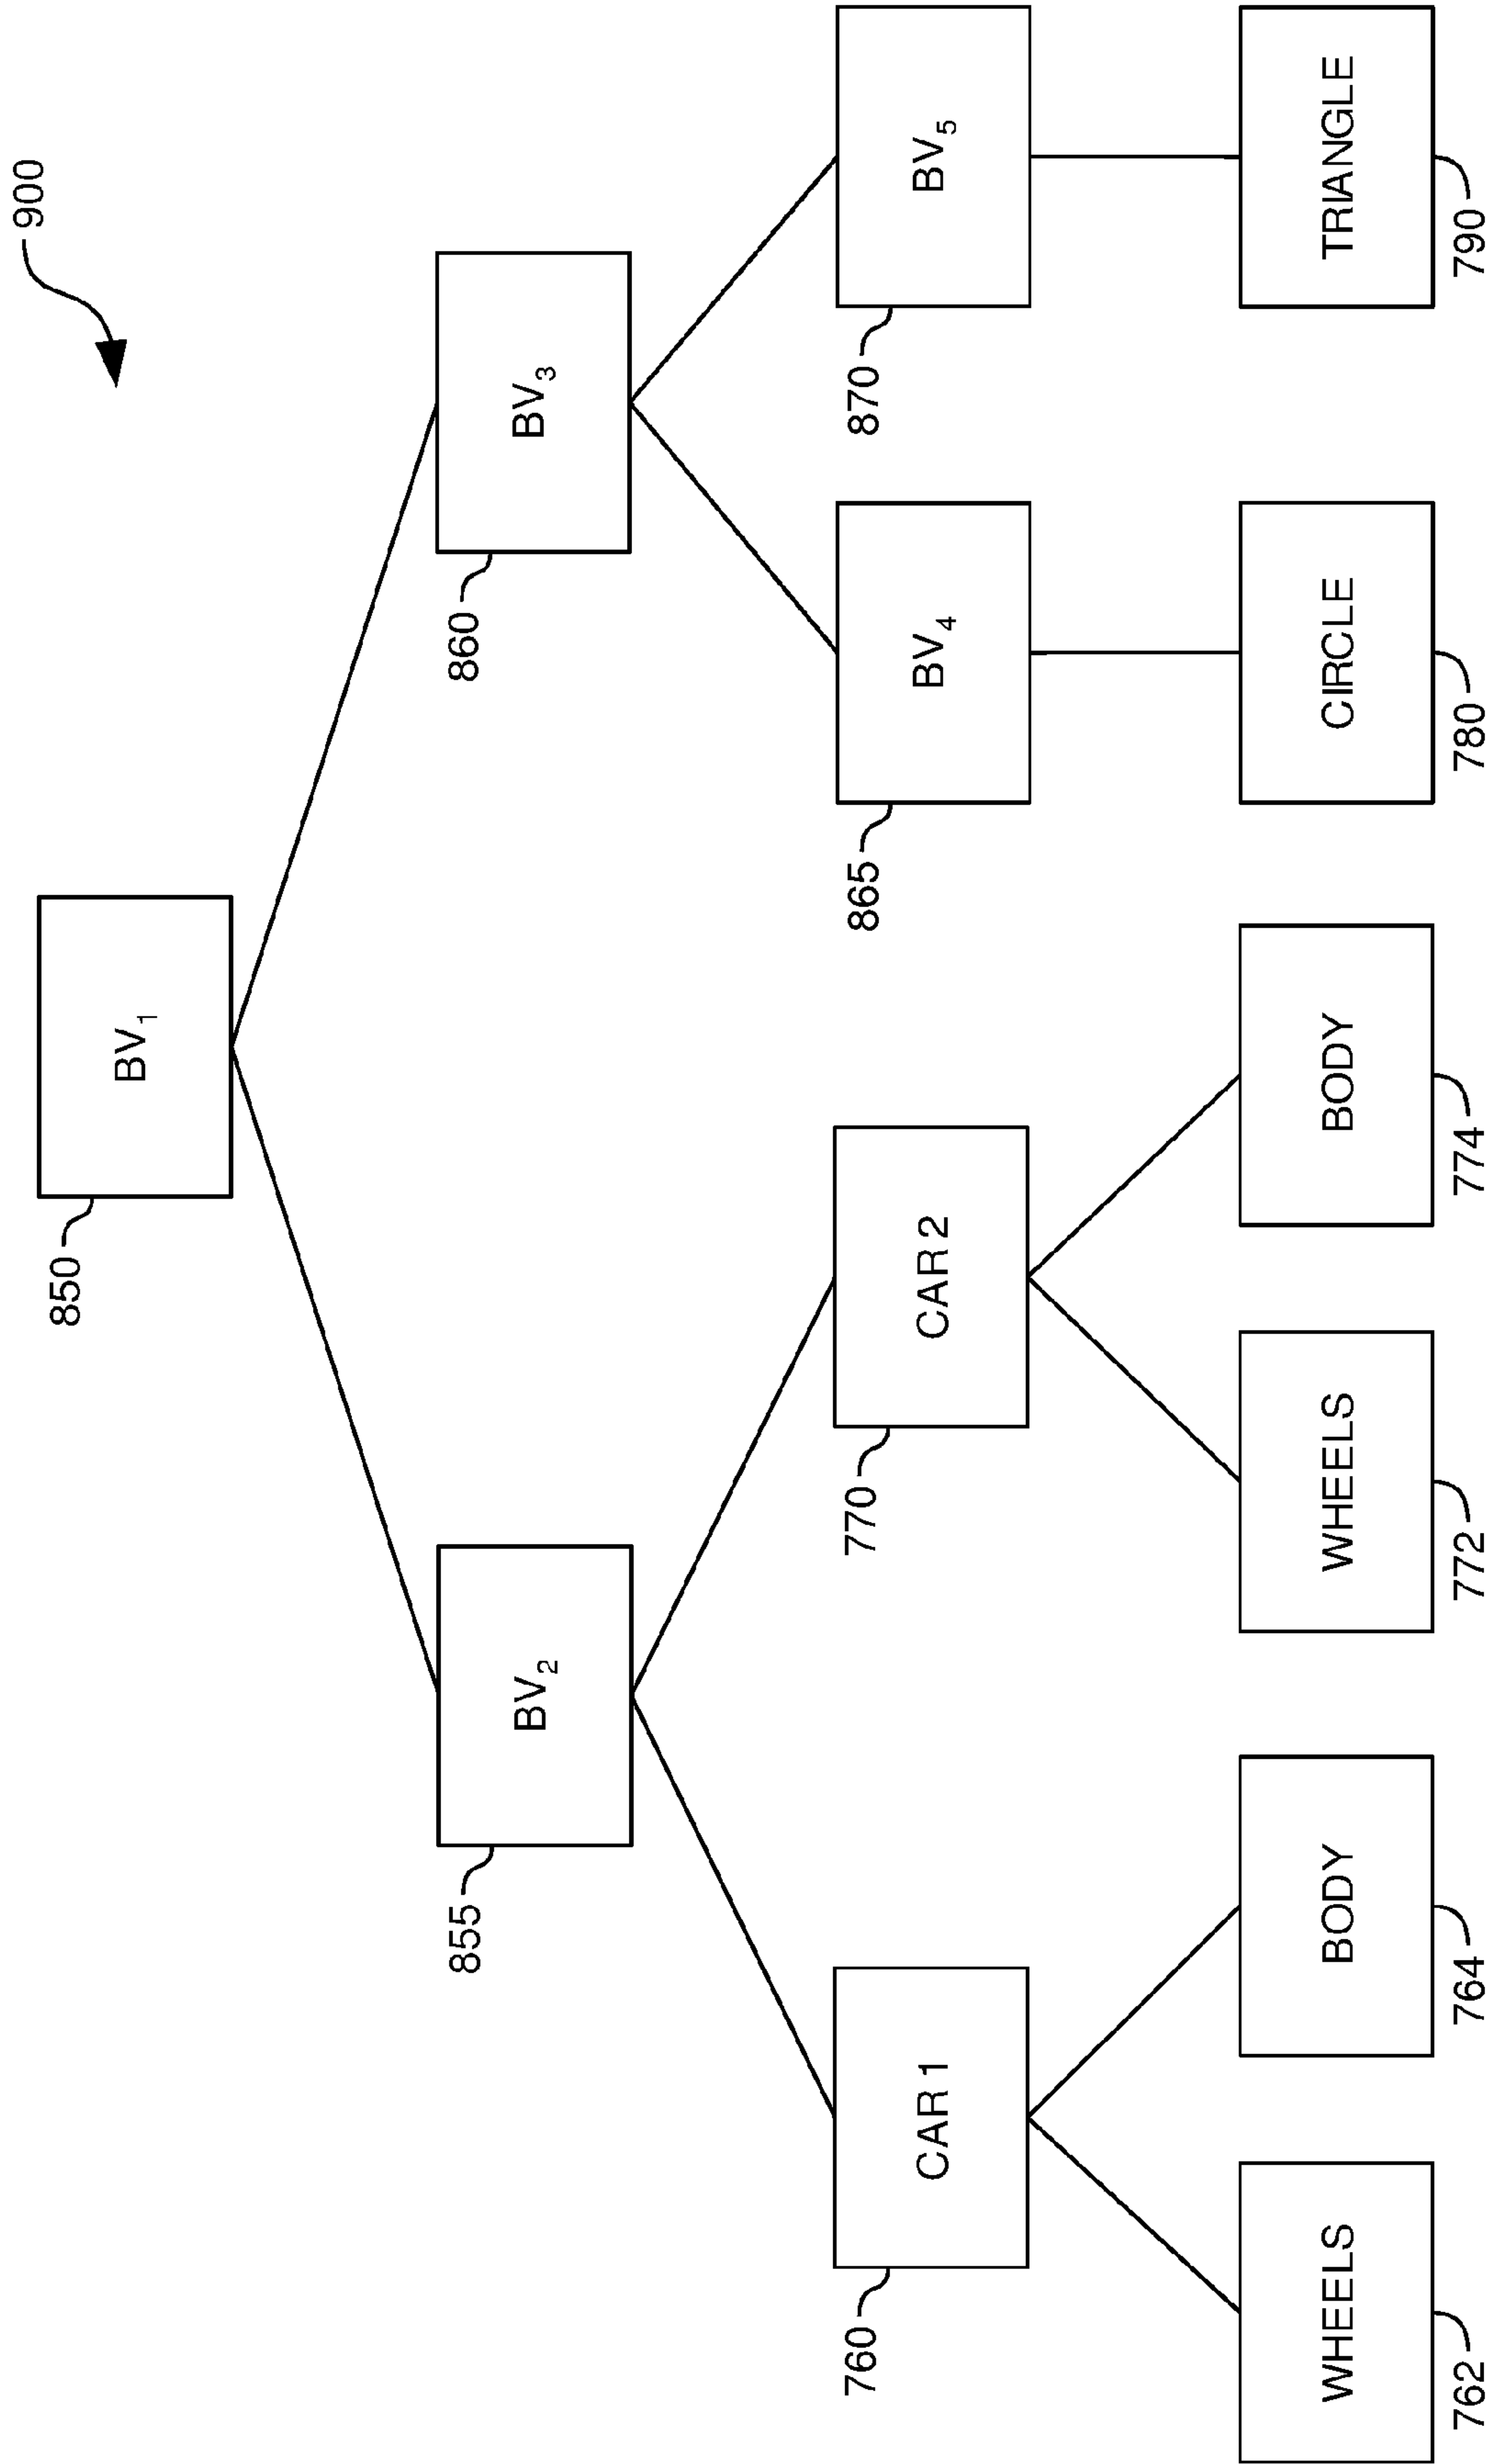 900
BV₁
850
BV₂
855
BV₃
860
CAR 1
760
CAR 2
770
BV₄
865
BV₅
870
WHEELS
762
BODY
764
WHEELS
772
BODY
774
CIRCLE
780
TRIANGLE
790